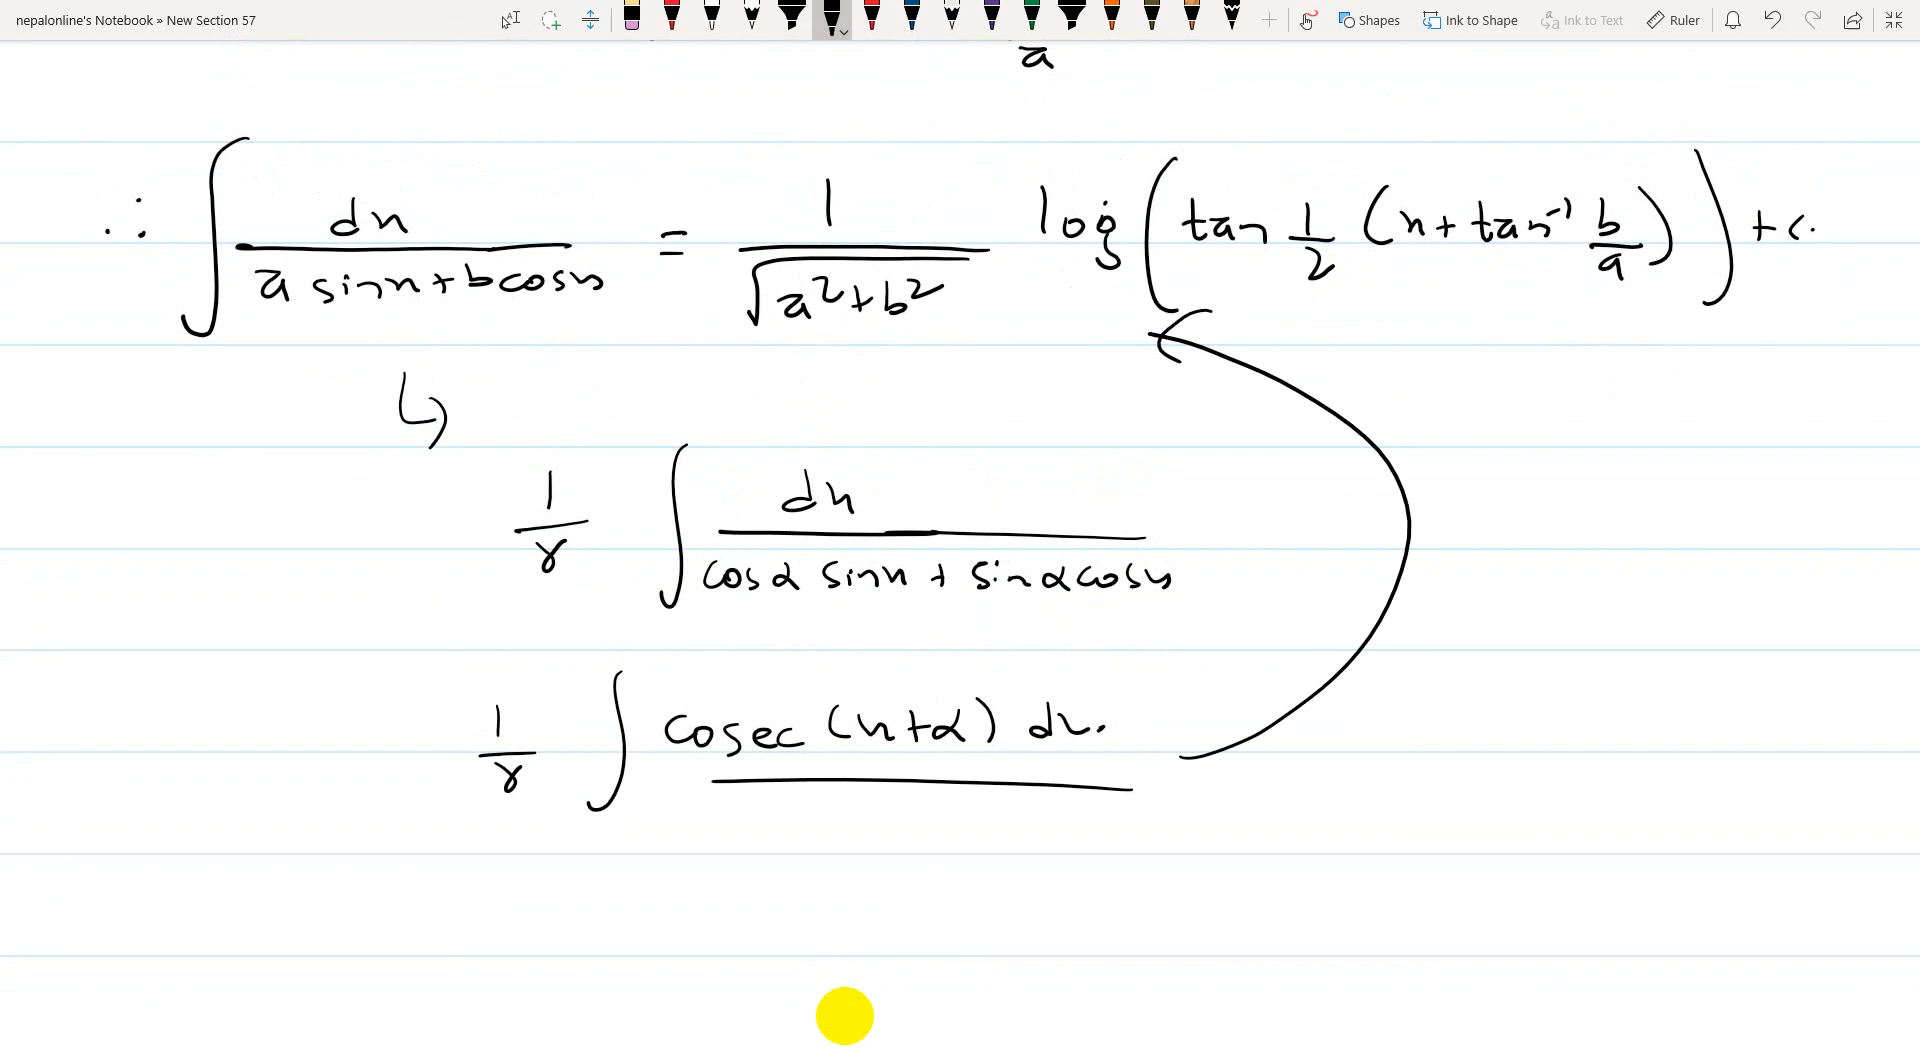 nepalonline's Notebook » New Section 57 Shapes Ink to Shape Ink to Text Ruler
a
∴ ∫ dx / (a sinx + b cosx) = 1/√(a²+b²) log (tan 1/2 (x + tan⁻¹ b/a)) + c.
1/r ∫ dx / (cosα sinx + sinα cosx)
1/r ∫ cosec (x+α) dx.